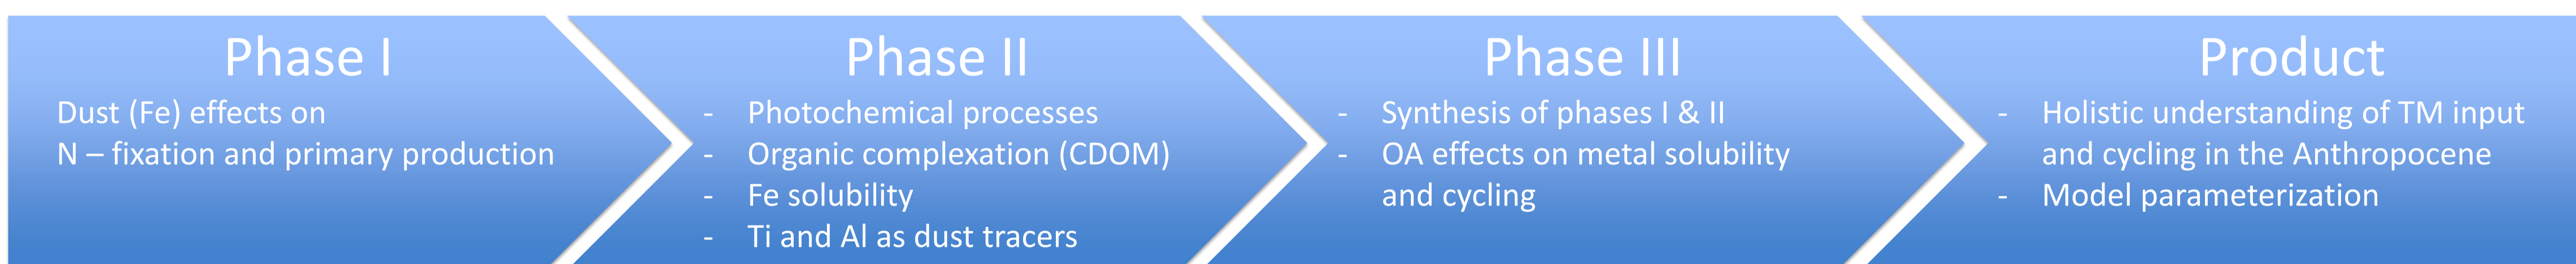 Phase I
Dust (Fe) effects on
N – fixation and primary production
Phase II
- Photochemical processes
- Organic complexation (CDOM)
- Fe solubility
- Ti and Al as dust tracers
Phase III
- Synthesis of phases I & II
- OA effects on metal solubility
and cycling
Product
- Holistic understanding of TM input
and cycling in the Anthropocene
- Model parameterization